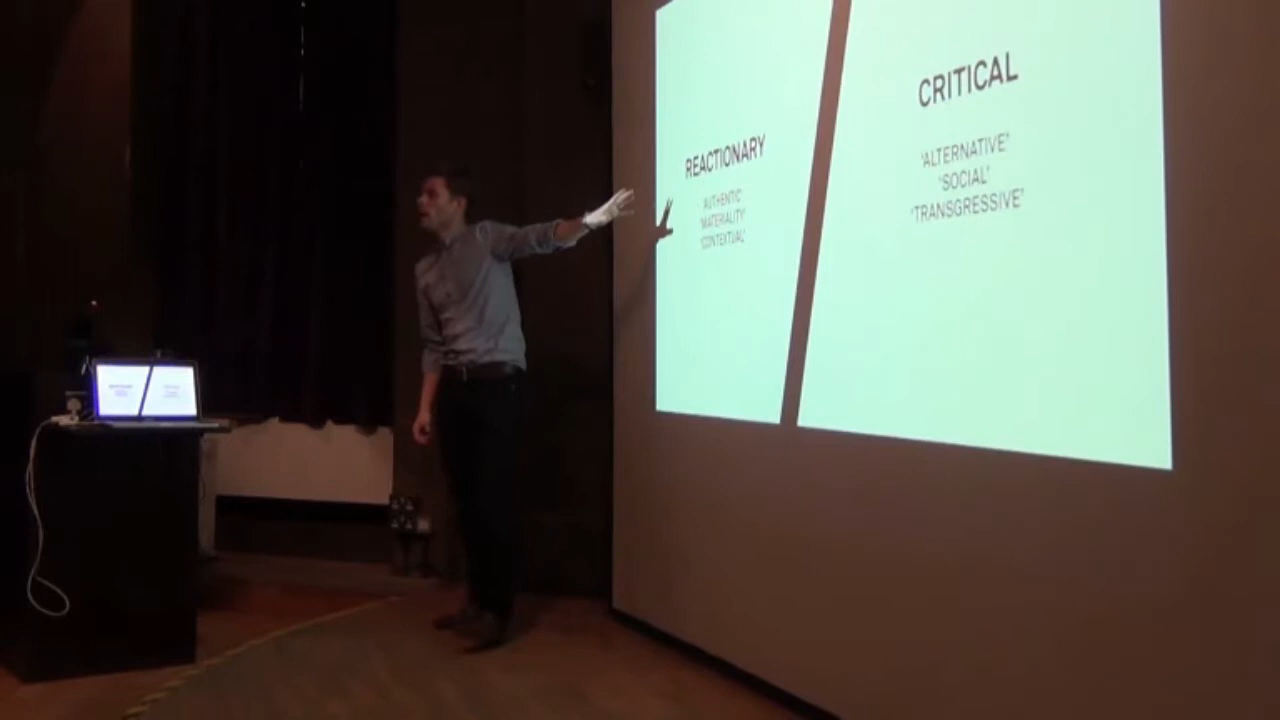 REACTIONARY
'AUTHENTIC'
'MATERIALITY'
'CONTEXTUAL'
CRITICAL
'ALTERNATIVE'
'SOCIAL'
'TRANSGRESSIVE'